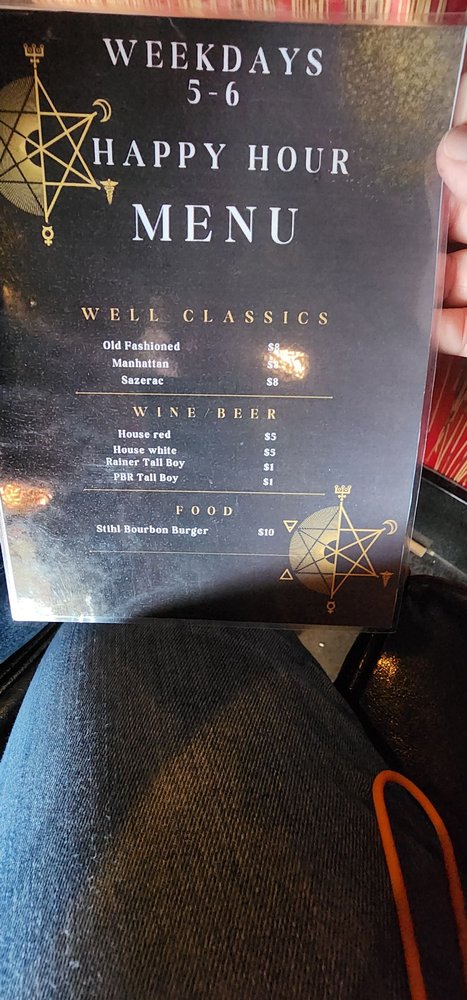 WEEKDAYS
5-6
HAPPY HOUR
MENU
WELL CLASSICS
Old Fashioned $8
Manhattan $8
Sazerac $8
WINE/BEER
House red $5
House white $5
Rainer Tall Boy $1
PBR Tall Boy $1
FOOD
Stihl Bourbon Burger $10